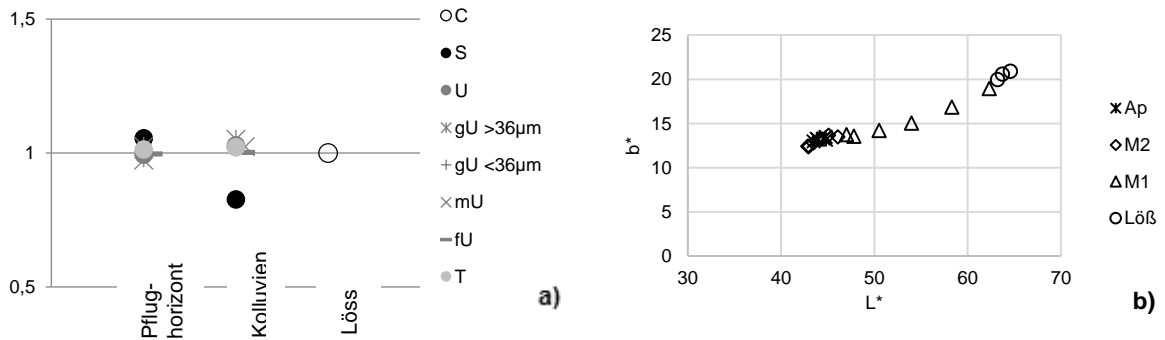 1,5
1
0,5
Pflug-
horizont
Kolluvien
Löss
C
S
U
gU >36µm
gU <36µm
mU
fU
T
a)
25
20
15
10
5
0
b*
30 40 50 60 70
L*
Ap
M2
M1
Löß
b)